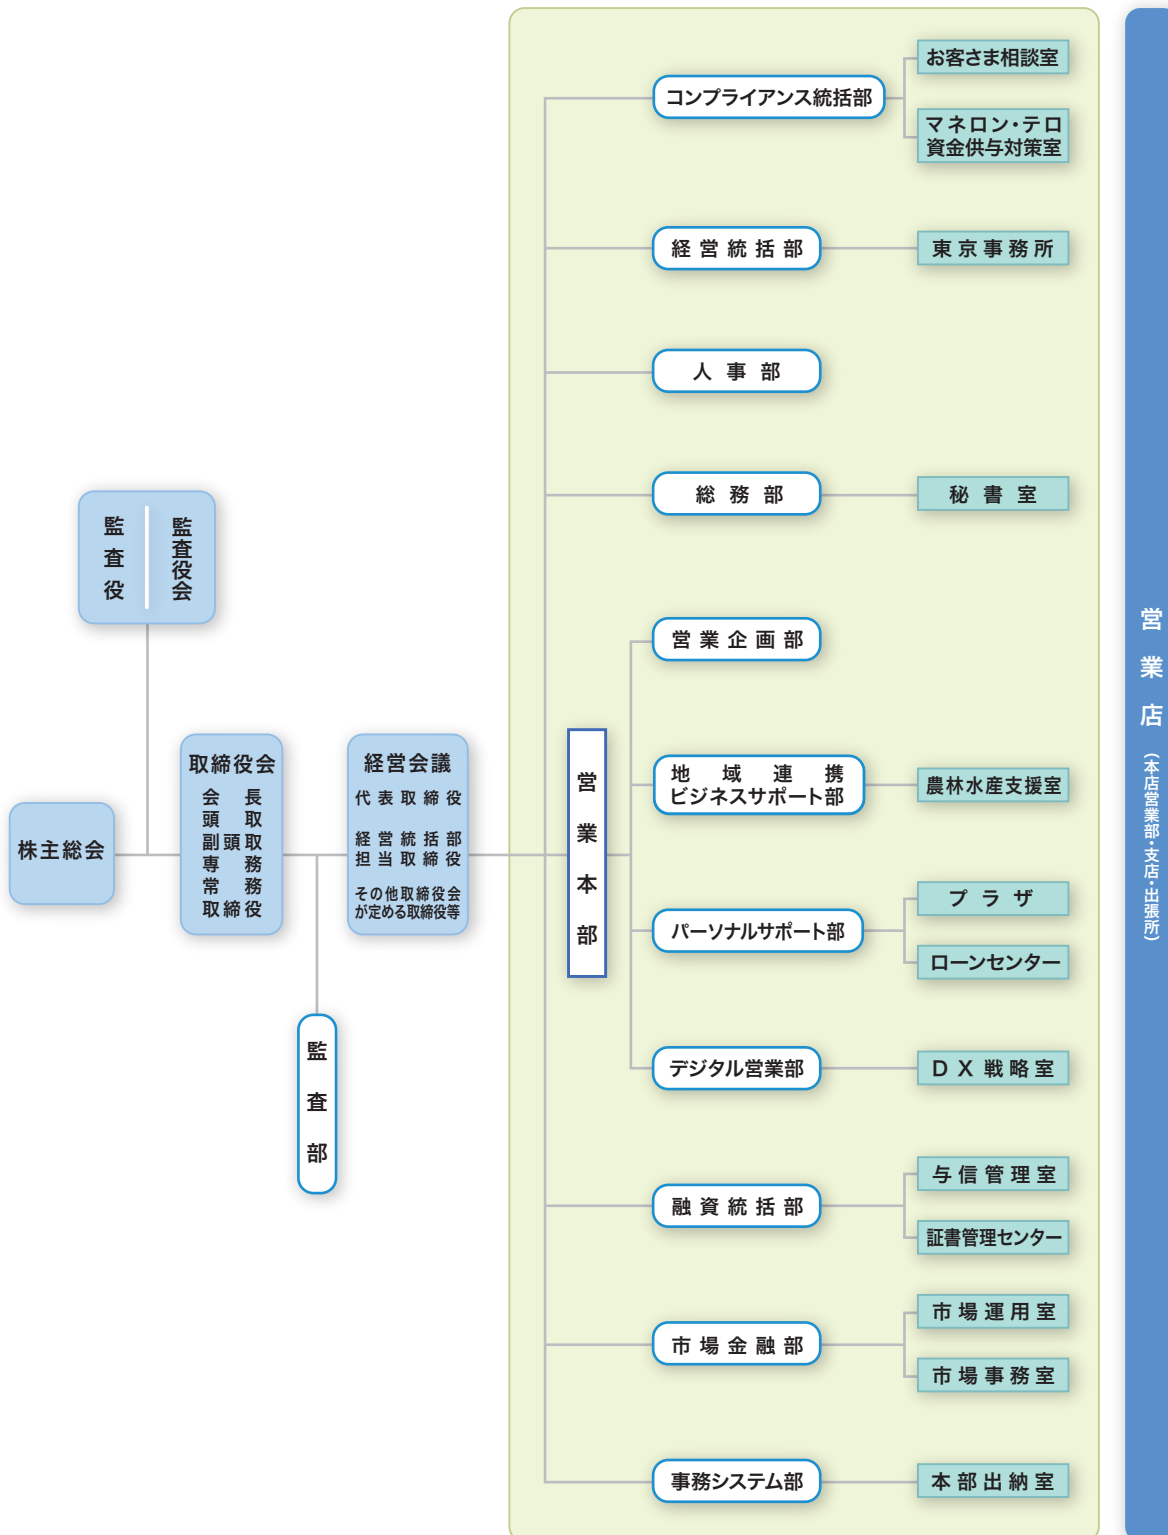 株主総会
監査役
監査役会
取締役会
会長
頭取
副頭取
専務
常務
取締役
監査部
経営会議
代表取締役
経営統括部
担当取締役
その他取締役会
が定める取締役等
コンプライアンス統括部
お客さま相談室
マネロン・テロ
資金供与対策室
経営統括部
東京事務所
人事部
総務部
秘書室
営業本部
営業企画部
地域連携
ビジネスサポート部
農林水産支援室
パーソナルサポート部
プラザ
ローンセンター
デジタル営業部
DX戦略室
融資統括部
与信管理室
証書管理センター
市場金融部
市場運用室
市場事務室
事務システム部
本部出納室
営業店(本店営業部・支店・出張所)